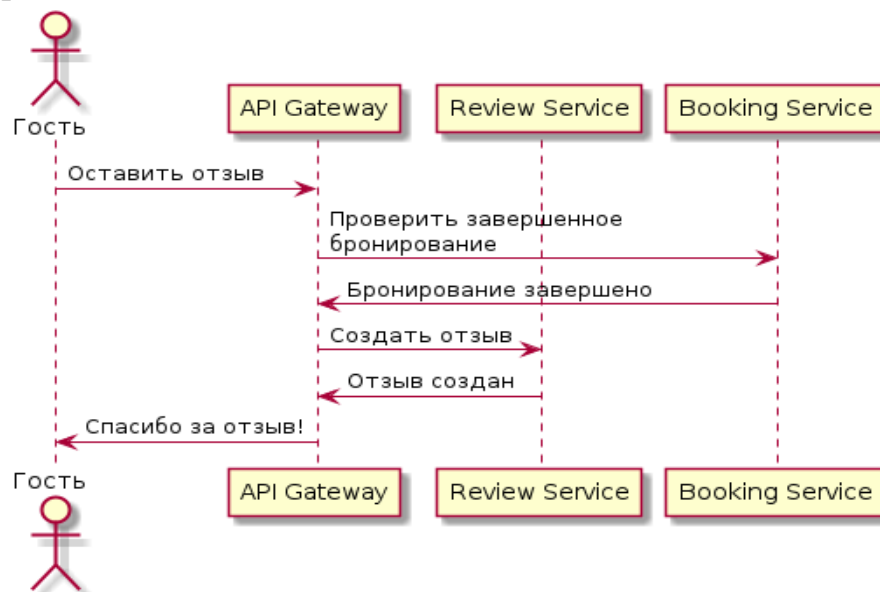 Гость
API Gateway
Review Service
Booking Service
Оставить отзыв
Проверить завершенное
бронирование
Бронирование завершено
Создать отзыв
Отзыв создан
Спасибо за отзыв!
Гость
API Gateway
Review Service
Booking Service